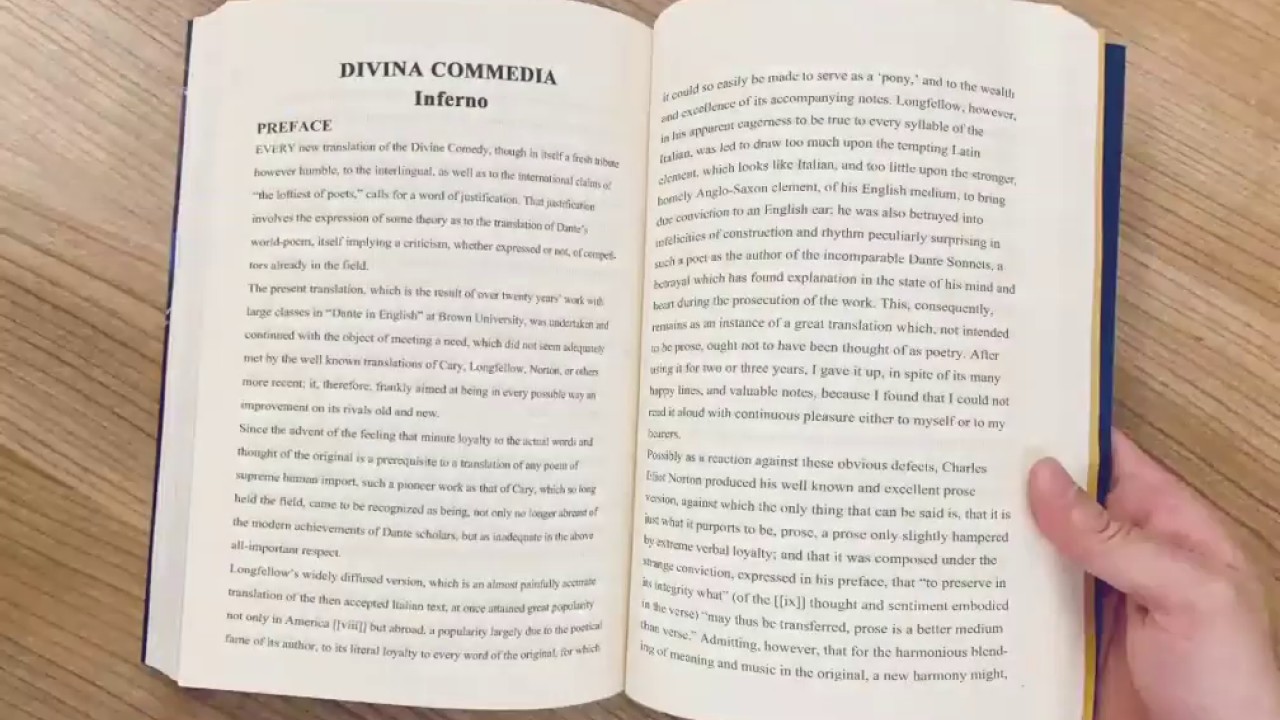 DIVINA COMMEDIA
Inferno
PREFACE
EVERY new translation of the Divine Comedy, though in itself a fresh tribute
however humble, to the interlingual, as well as to the international claims of
"the loftiest of poets," calls for a word of justification. That justification
involves the expression of some theory as to the translation of Dante's
world-poem, itself implying a criticism, whether expressed or not, of compet-
tors already in the field.
The present translation, which is the result of over twenty years' work with
large classes in "Dante in English" at Brown University, was undertaken and
continued with the object of meeting a need, which did not seem adequately
met by the well known translations of Cary, Longfellow, Norton, or others
more recent; it, therefore, frankly aimed at being in every possible way an
improvement on its rivals old and new.
Since the advent of the feeling that minute loyalty to the actual words and
thought of the original is a prerequisite to a translation of any poem of
supreme human import, such a pioneer work as that of Cary, which so long
held the field, came to be recognized as being, not only no longer abreast of
the modern achievements of Dante scholars, but as inadequate in the above
all-important respect.
Longfellow's widely diffused version, which is an almost painfully accurate
translation of the then accepted Italian text, at once attained great popularity
not only in America [[viii]] but abroad, a popularity largely due to the poetical
fame of its author, to its literal loyalty to every word of the original, for which
it could so easily be made to serve as a 'pony,' and to the wealth
and excellence of its accompanying notes. Longfellow, however,
in his apparent eagerness to be true to every syllable of the
Italian, was led to draw too much upon the tempting Latin
element, which looks like Italian, and too little upon the stronger,
homely Anglo-Saxon element, of his English medium, to bring
due conviction to an English ear; he was also betrayed into
infelicities of construction and rhythm peculiarly surprising in
such a poet as the author of the incomparable Dante Sonnets, a
betrayal which has found explanation in the state of his mind and
heart during the prosecution of the work. This, consequently,
remains as an instance of a great translation which, not intended
to be prose, ought not to have been thought of as poetry. After
using it for two or three years, I gave it up, in spite of its many
happy lines, and valuable notes, because I found that I could not
read it aloud with continuous pleasure either to myself or to my
hearers.
Possibly as a reaction against these obvious defects, Charles
Eliot Norton produced his well known and excellent prose
version, against which the only thing that can be said is, that it is
just what it purports to be, prose, a prose only slightly hampered
by extreme verbal loyalty; and that it was composed under the
strange conviction, expressed in his preface, that "to preserve in
its integrity what" (of the [[ix]] thought and sentiment embodied
in the verse) "may thus be transferred, prose is a better medium
than verse." Admitting, however, that for the harmonious blend-
ing of meaning and music in the original, a new harmony might,